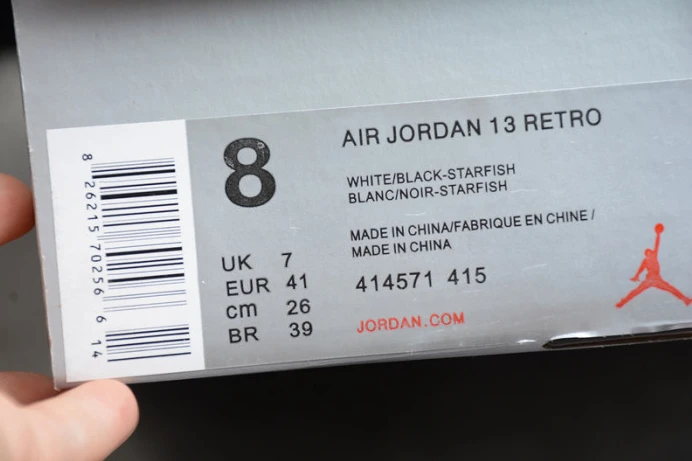 8 26215 70256 6 14
8
AIR JORDAN 13 RETRO
WHITE/BLACK-STARFISH
BLANC/NOIR-STARFISH
MADE IN CHINA/FABRIQUE EN CHINE /
MADE IN CHINA
UK 7
EUR 41
cm 26
BR 39
414571 415
JORDAN.COM